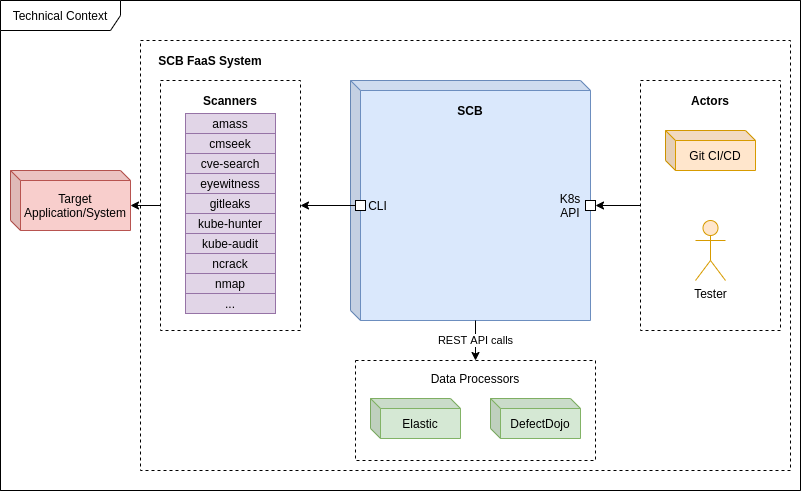 Technical Context
SCB FaaS System
Scanners
amass
cmseek
cve-search
eyewitness
gitleaks
kube-hunter
kube-audit
ncrack
nmap
...
Target
Application/System
SCB
CLI
K8s
API
Actors
Git CI/CD
Tester
REST API calls
Data Processors
Elastic
DefectDojo